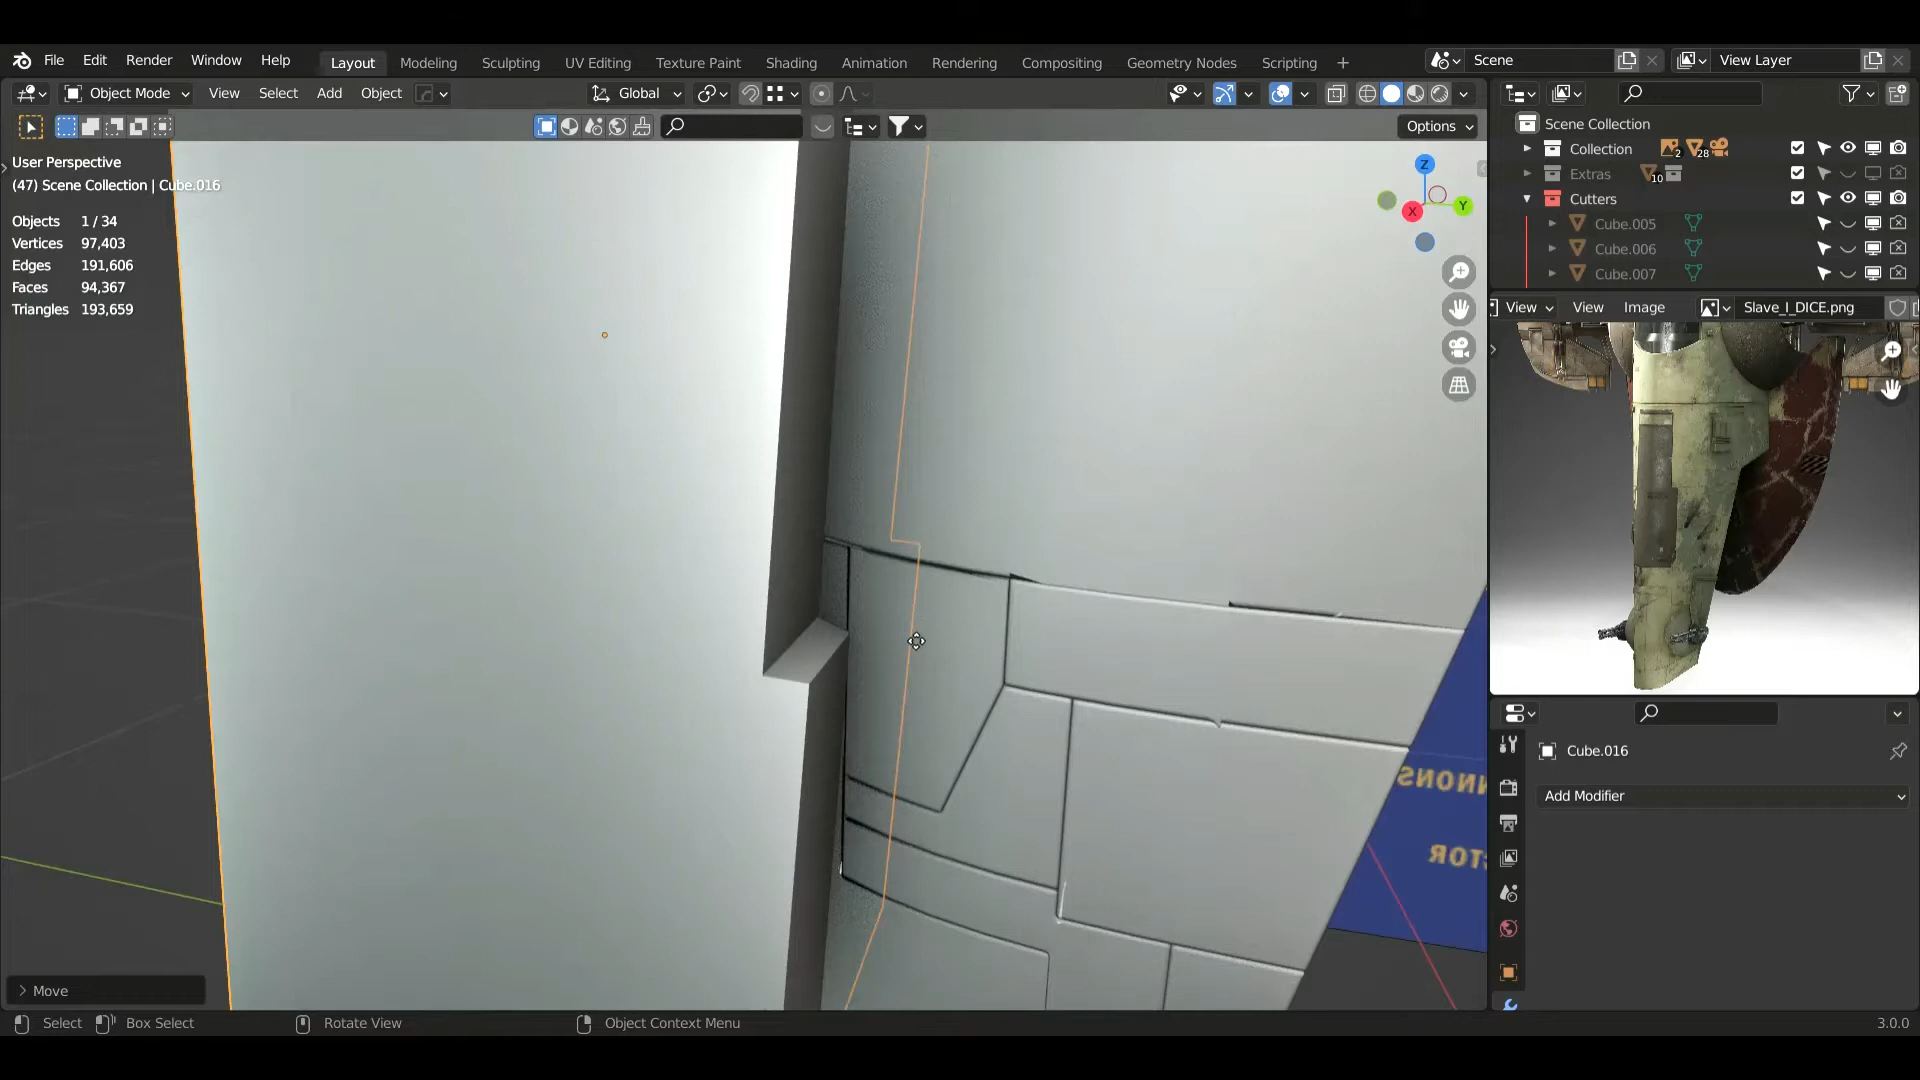 File Edit Render Window Help Layout Modeling Sculpting UV Editing Texture Paint Shading Animation Rendering Compositing Geometry Nodes Scripting + Scene View Layer
Object Mode View Select Add Object Global
Options
User Perspective
(47) Scene Collection | Cube.016
Objects 1 / 34
Vertices 97,403
Edges 191,606
Faces 94,367
Triangles 193,659
Z
Y
X
Scene Collection
Collection 2 28
Extras 10
Cutters
Cube.005
Cube.006
Cube.007
View View Image Slave_I_DICE.png
Cube.016
Add Modifier
Move
Select Box Select Rotate View Object Context Menu 3.0.0